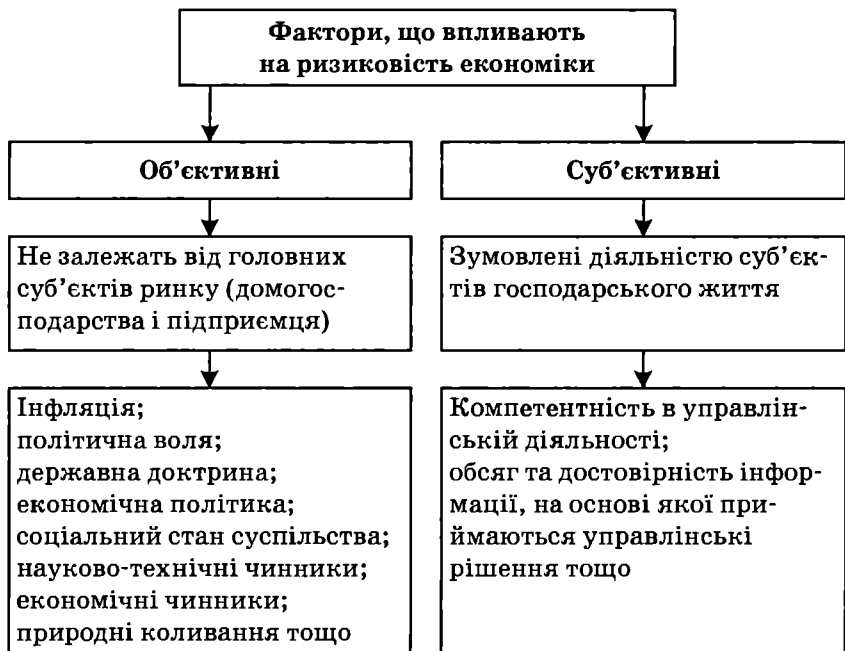 Фактори, що впливають
на ризиковість економіки
Об’єктивні
Суб’єктивні
Не залежать від головних
суб’єктів ринку (домогос-
подарства і підприємця)
Зумовлені діяльністю суб’єк-
тів господарського життя
Інфляція;
політична воля;
державна доктрина;
економічна політика;
соціальний стан суспільства;
науково-технічні чинники;
економічні чинники;
природні коливання тощо
Компетентність в управлін-
ській діяльності;
обсяг та достовірність інфор-
мації, на основі якої при-
ймаються управлінські
рішення тощо